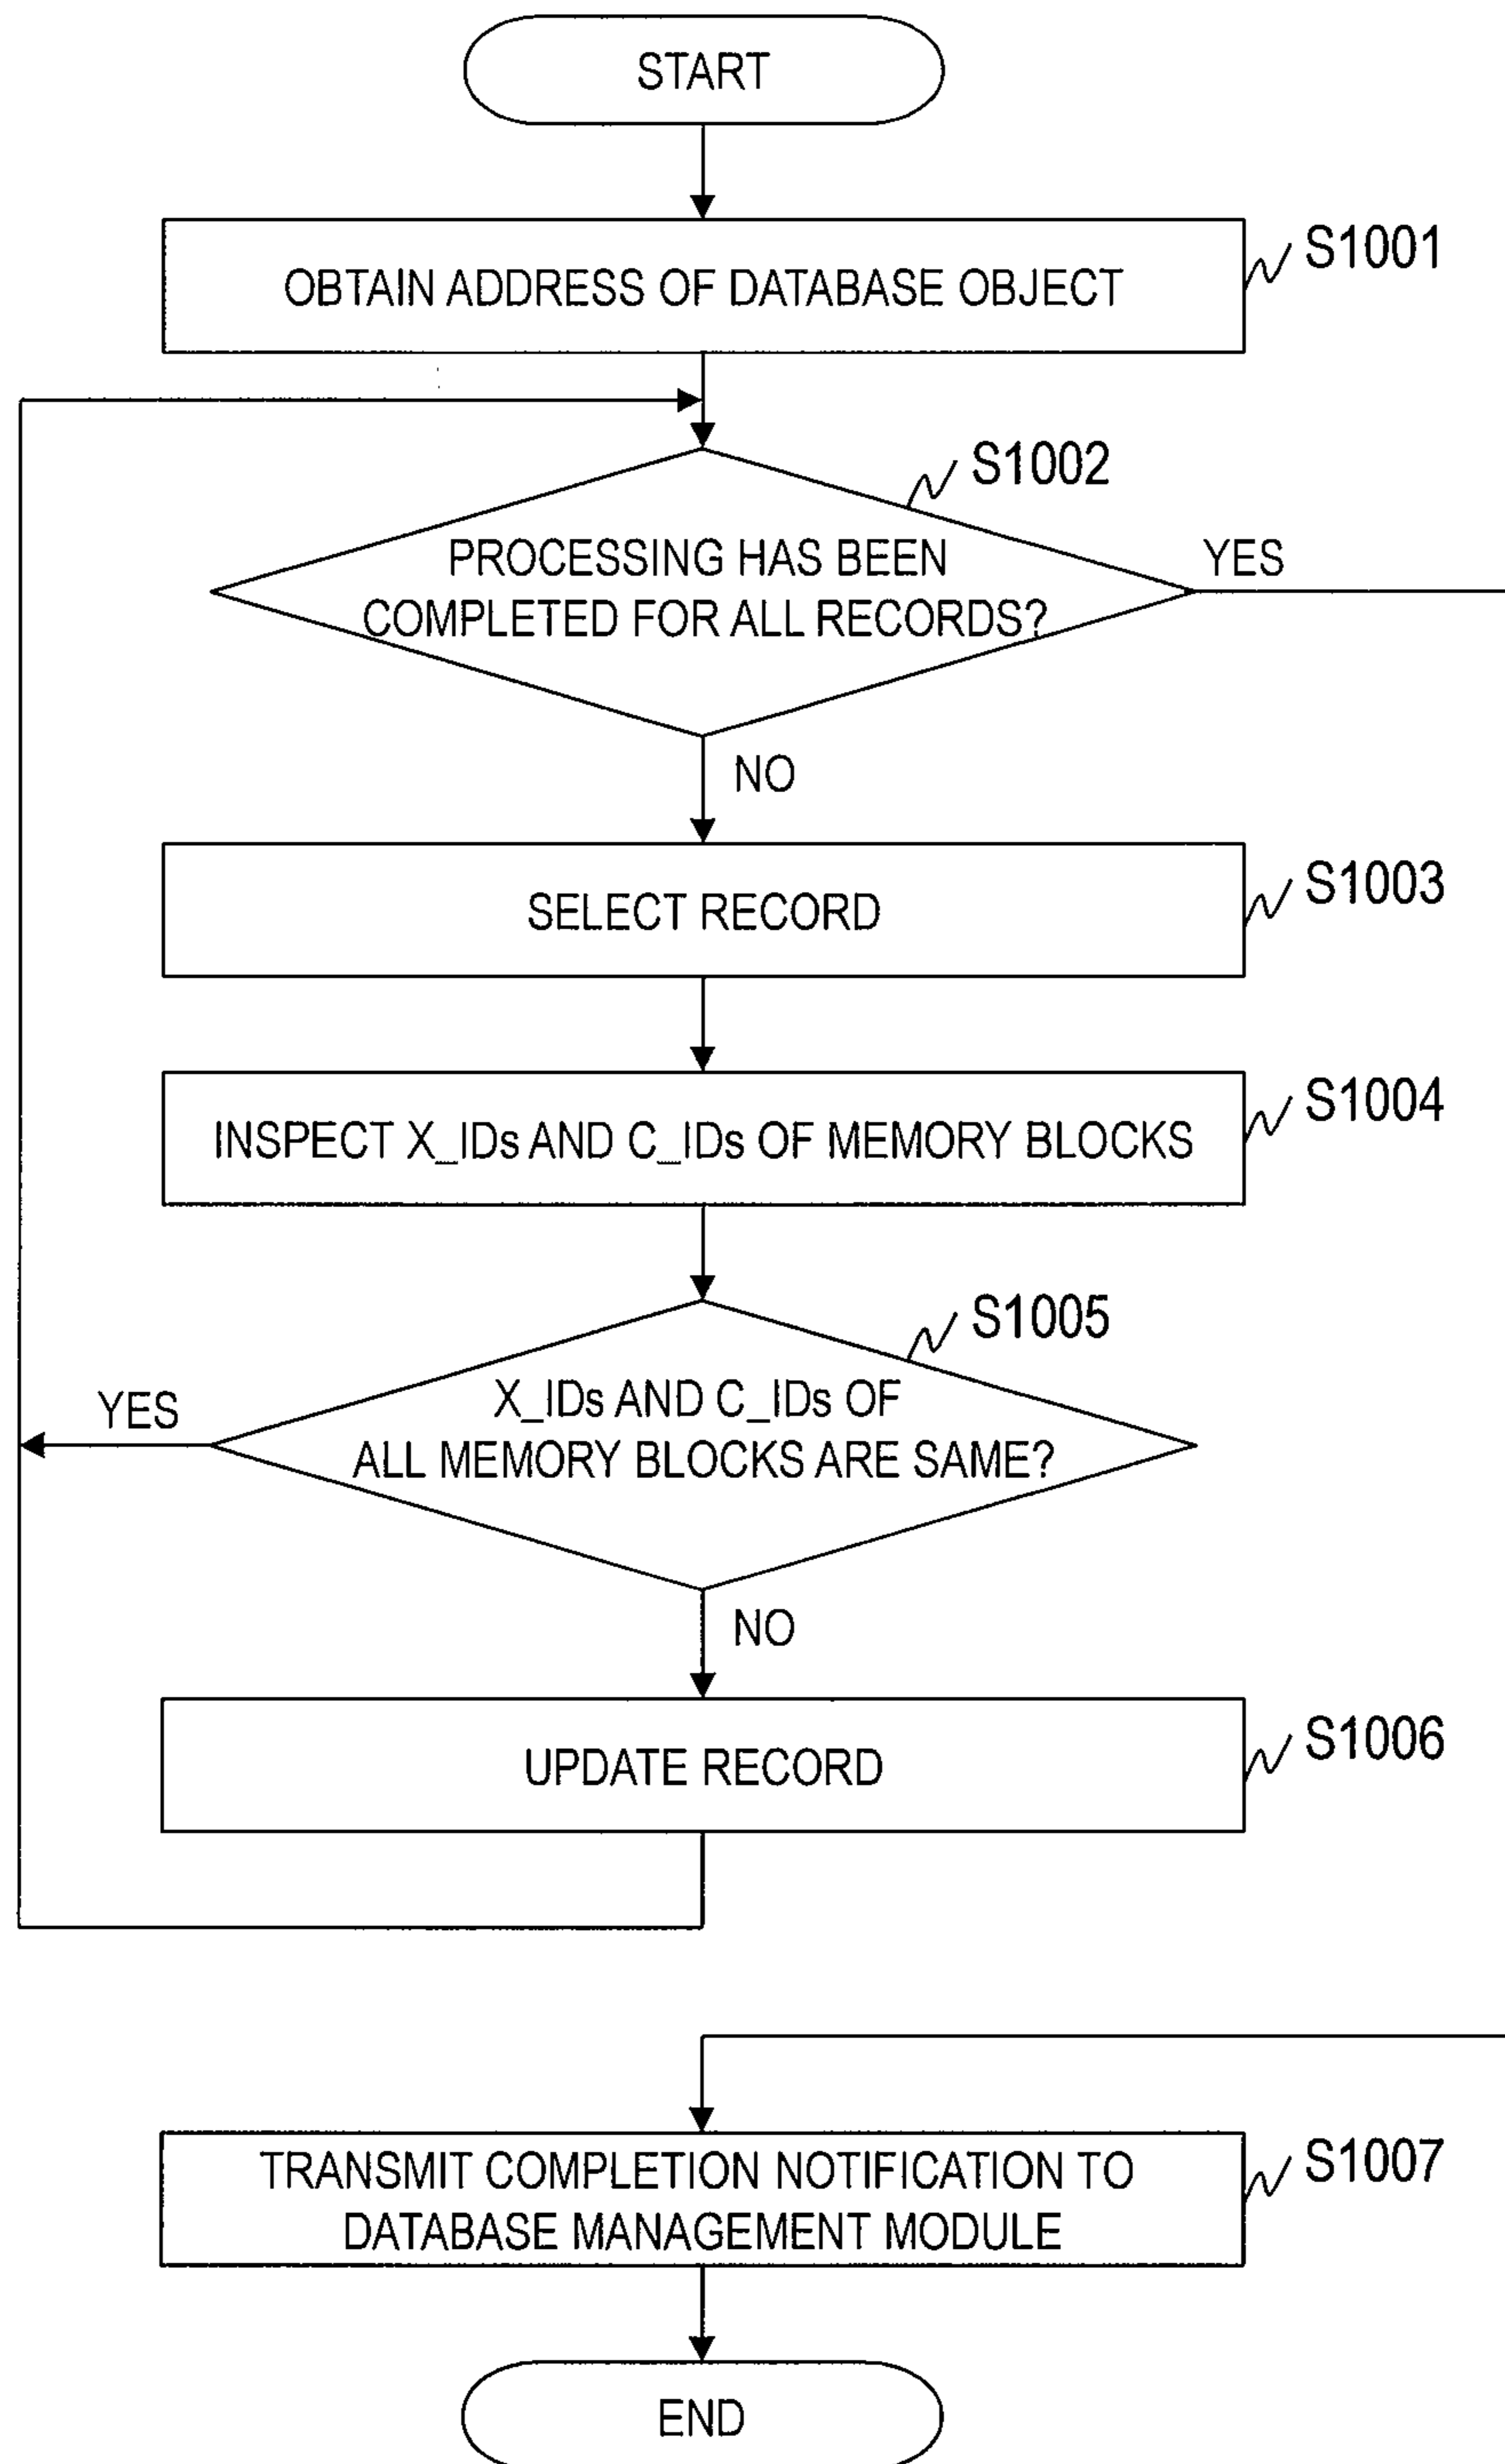 START
OBTAIN ADDRESS OF DATABASE OBJECT
S1001
S1002
PROCESSING HAS BEEN
COMPLETED FOR ALL RECORDS?
YES
NO
SELECT RECORD
S1003
INSPECT X_IDs AND C_IDs OF MEMORY BLOCKS
S1004
S1005
X_IDs AND C_IDs OF
ALL MEMORY BLOCKS ARE SAME?
YES
NO
UPDATE RECORD
S1006
TRANSMIT COMPLETION NOTIFICATION TO
DATABASE MANAGEMENT MODULE
S1007
END